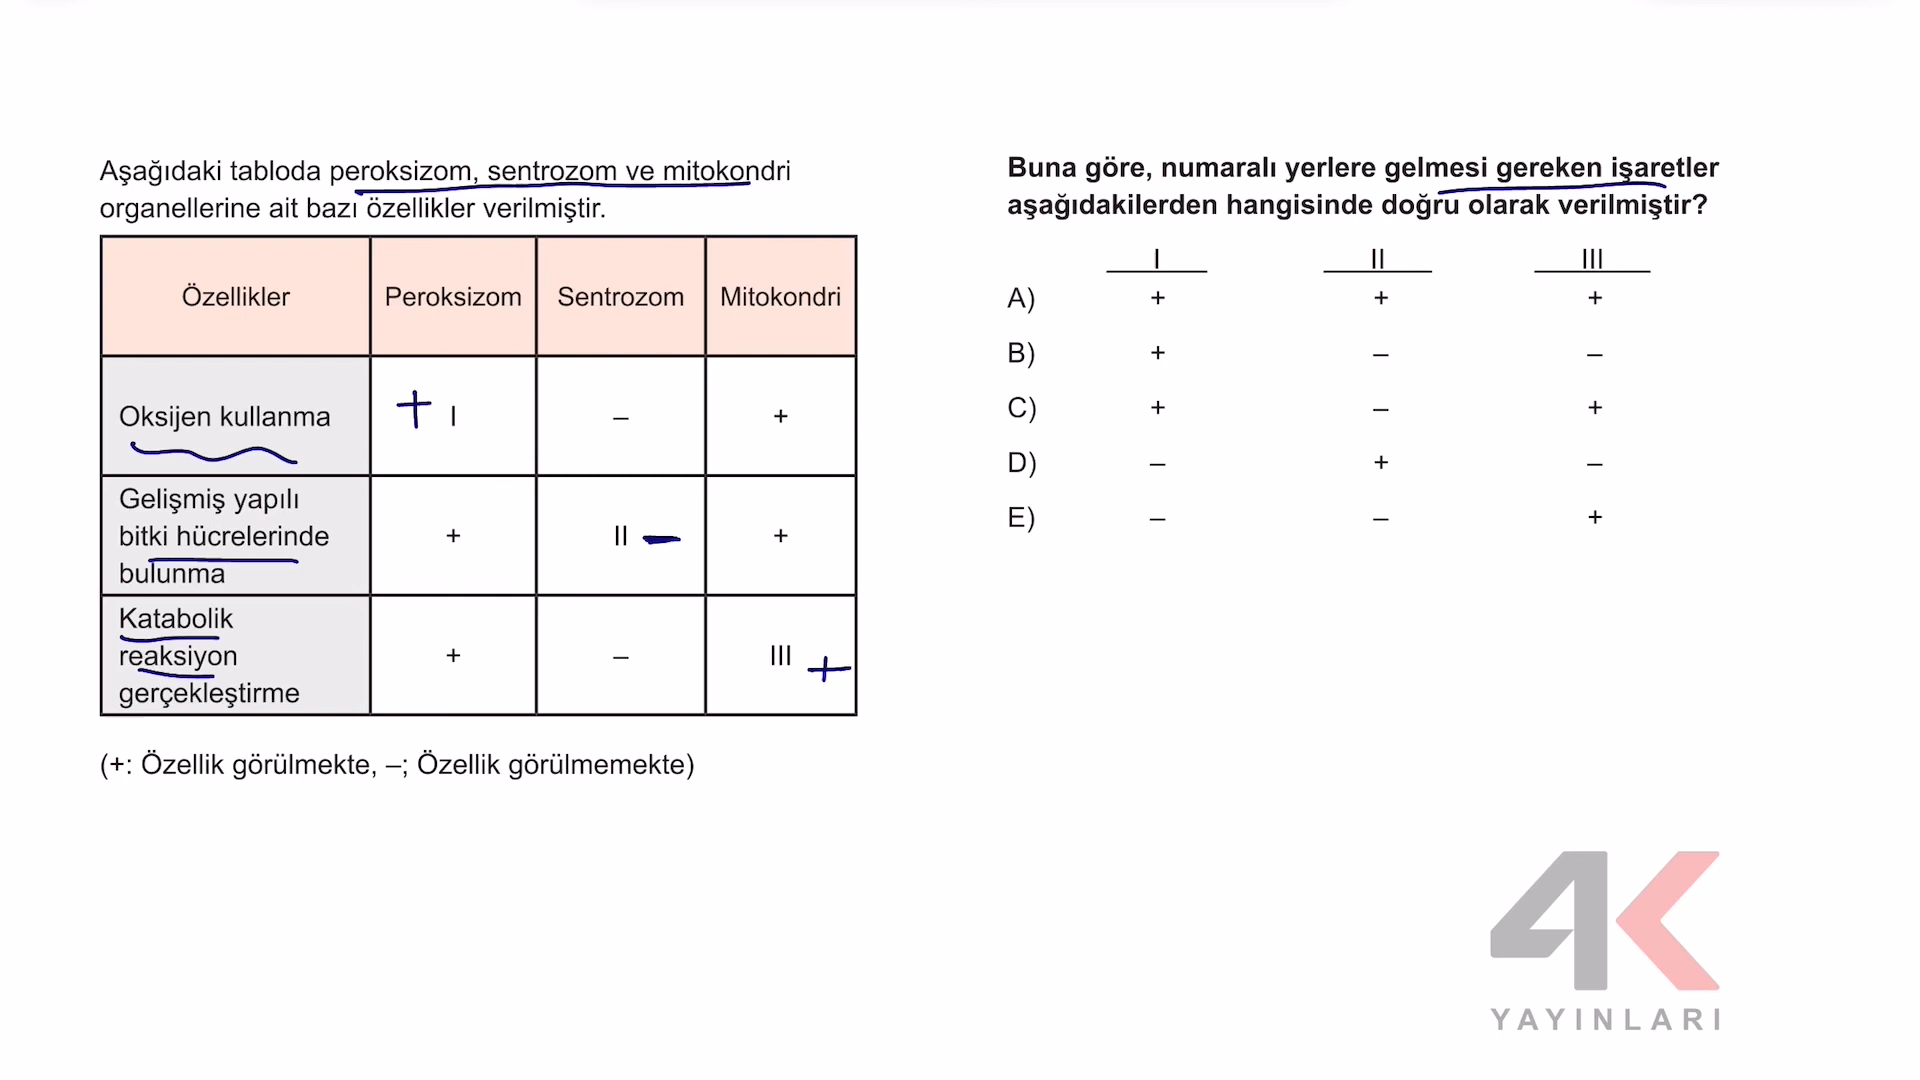 Aşağıdaki tabloda peroksizom, sentrozom ve mitokondri
organellerine ait bazı özellikler verilmiştir.
Özellikler Peroksizom Sentrozom Mitokondri
Oksijen kullanma + I – +
Gelişmiş yapılı
bitki hücrelerinde
bulunma
+ II – +
Katabolik
reaksiyon
gerçekleştirme
+ – III +
(+: Özellik görülmekte, –; Özellik görülmemekte)
Buna göre, numaralı yerlere gelmesi gereken işaretler
aşağıdakilerden hangisinde doğru olarak verilmiştir?
I II III
A) + + +
B) + – –
C) + – +
D) – + –
E) – – +
4K
YAYINLARI